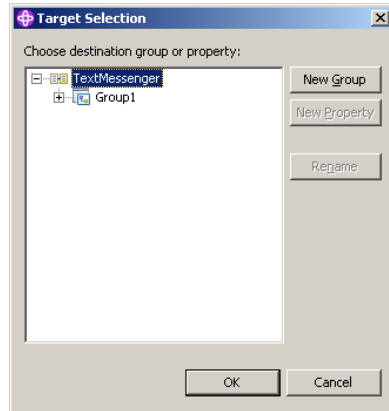 Target Selection
Choose destination group or property:
TextMessenger
Group1
New Group
New Property
Rename
OK
Cancel